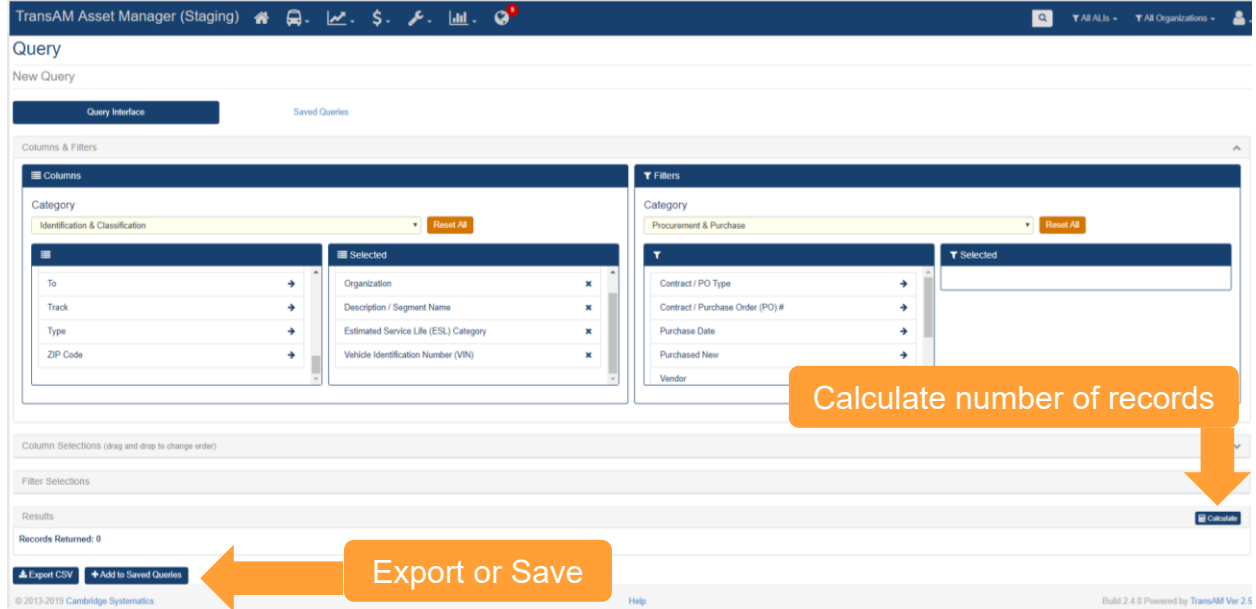 TransAM Asset Manager (Staging) 5 All ALIs All Organizations
Query
New Query
Query Interface Saved Queries
Columns & Filters
Columns
Category
Identification & Classification Reset All
Selected
To
Track
Type
ZIP Code
Organization
Description / Segment Name
Estimated Service Life (ESL) Category
Vehicle Identification Number (VIN)
Filters
Category
Procurement & Purchase Reset All
Selected
Contract / PO Type
Contract / Purchase Order (PO) #
Purchase Date
Purchased New
Vendor
Calculate number of records
Column Selections (drag and drop to change order)
Filter Selections
Results Calculate
Records Returned: 0
Export CSV +Add to Saved Queries
Export or Save
© 2013-2019 Cambridge Systematics Help Build 2.4.0 Powered by TransAM Ver 2.5